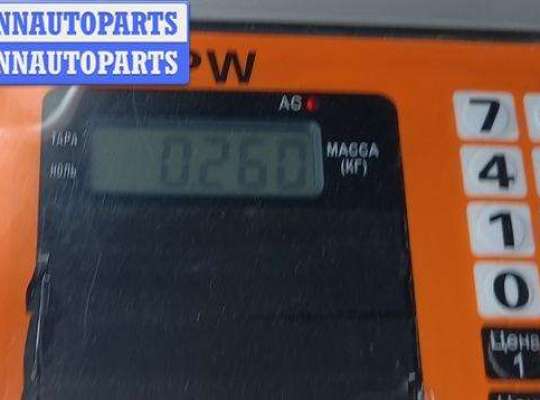 NNAUTOPARTS
NNAUTOPARTS
PW
АБ
ТАРА
НОЛЬ
0260
МАССА
(КГ)
7
4
1
0
Цена
1